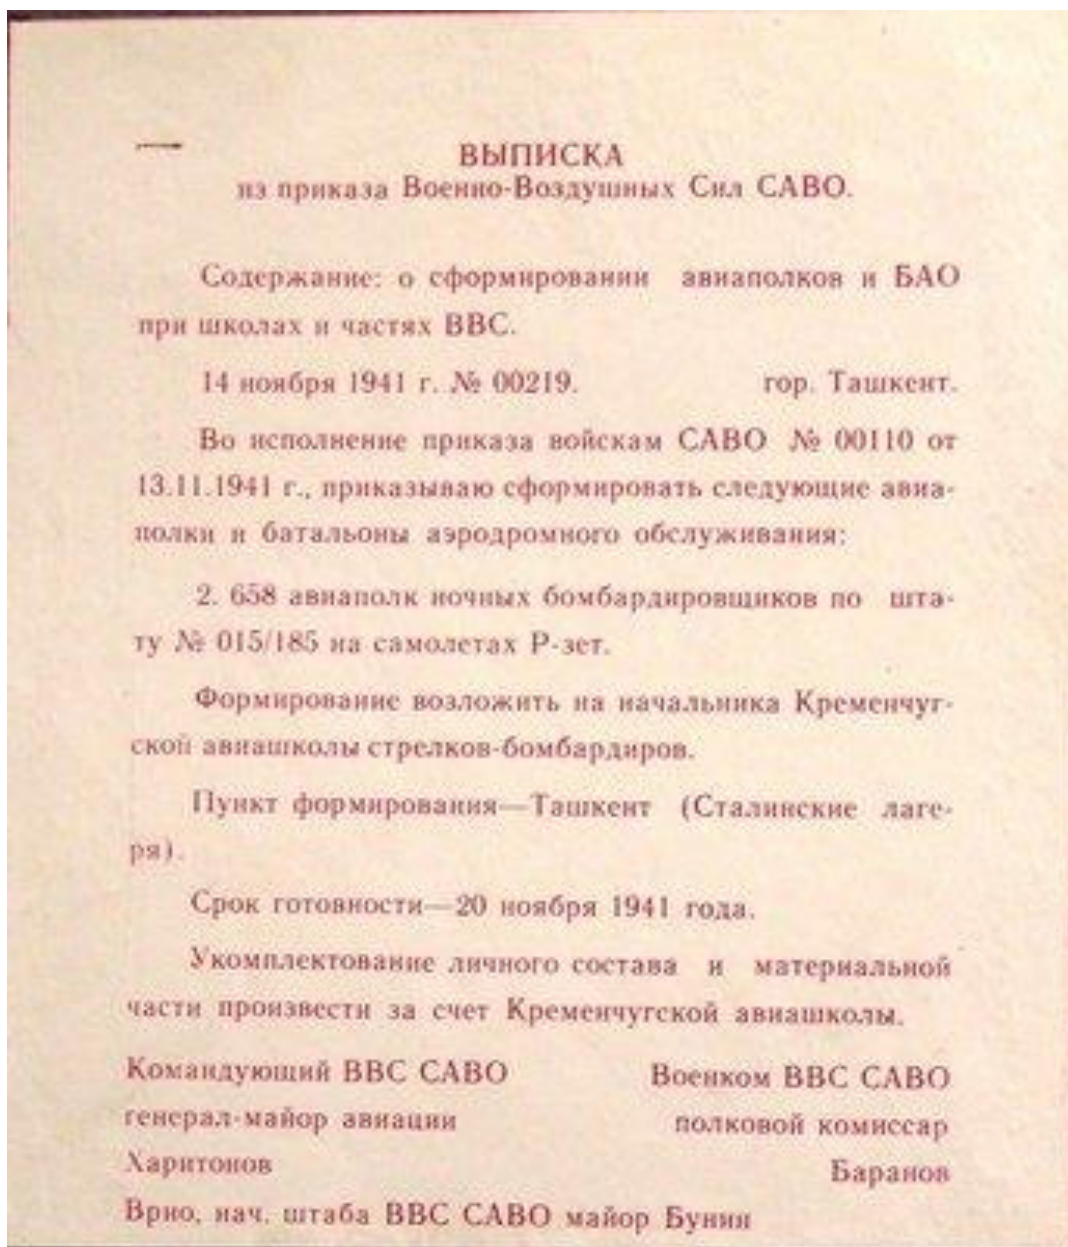 ВЫПИСКА
из приказа Военно-Воздушных Сил САВО.
Содержание: о сформировании авиаполков и БАО
при школах и частях ВВС.
14 ноября 1941 г. № 00219. гор. Ташкент.
Во исполнение приказа войскам САВО № 00110 от
13.11.1941 г., приказываю сформировать следующие авиа-
полки и батальоны аэродромного обслуживания:
2. 658 авиаполк ночных бомбардировщиков по шта-
ту № 015/185 на самолетах Р-зет.
Формирование возложить на начальника Кременчуг-
ской авиашколы стрелков-бомбардиров.
Пункт формирования—Ташкент (Сталинские лаге-
ря).
Срок готовности—20 ноября 1941 года.
Укомплектование личного состава и материальной
части произвести за счет Кременчугской авиашколы.
Командующий ВВС САВО Военком ВВС САВО
генерал-майор авиации полковой комиссар
Харитонов Баранов
Врио, нач. штаба ВВС САВО майор Бунин